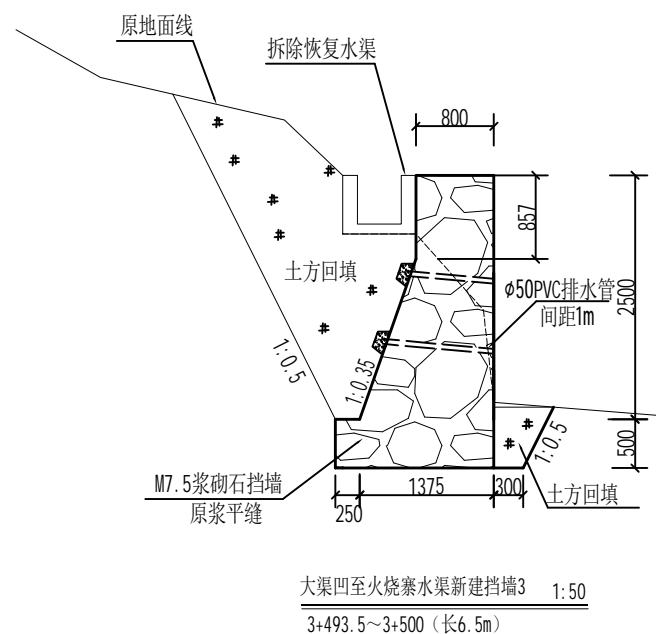 原地面线
拆除恢复水渠
800
857
土方回填
φ50PVC排水管
间距1m
2500
1:0.5
1:0.35
1:0.5
500
M7.5浆砌石挡墙
原浆平缝
250
1375
300
土方回填
大渠凹至火烧寨水渠新建挡墙3 1:50
3+493.5～3+500（长6.5m）